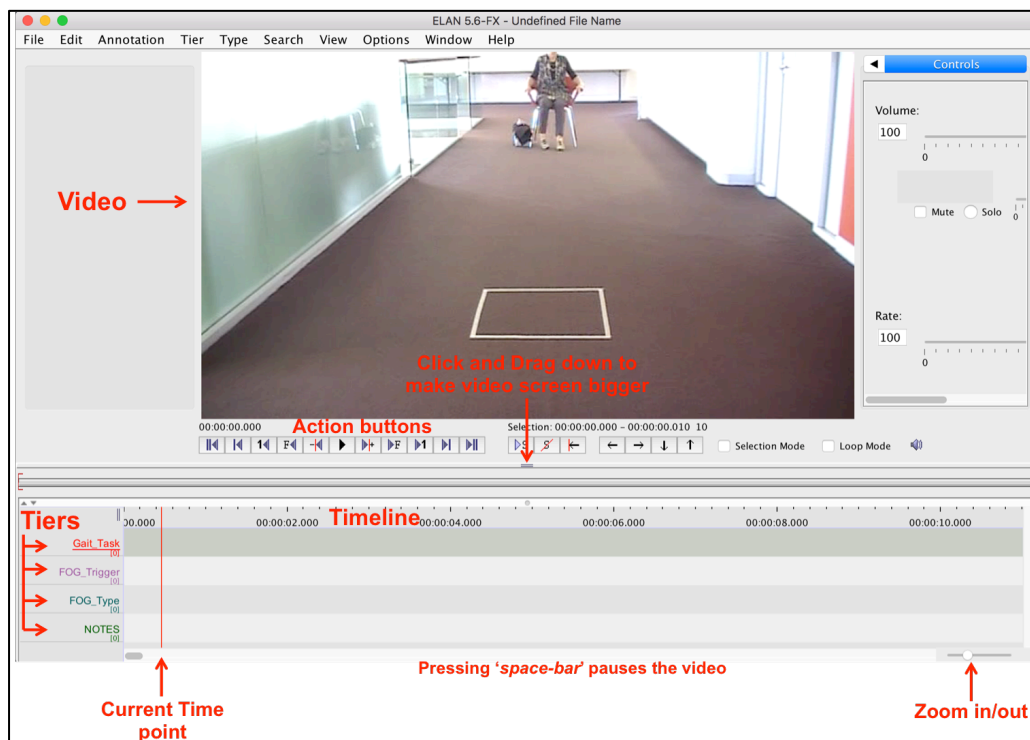 ELAN 5.6-FX - Undefined File Name
File Edit Annotation Tier Type Search View Options Window Help
Controls
Volume:
100
0
Mute Solo
0
Video
Rate:
100
0
Click and Drag down to
make video screen bigger
00:00:00.000
Action buttons
Selection: 00:00:00.000 - 00:00:00.010 10
1 F F 1 S S
Selection Mode Loop Mode
Tiers
00.000 00:00:02.000 Timeline 00:00:04.000 00:00:06.000 00:00:08.000 00:00:10.000
Gait_Task
[0]
FOG_Trigger
[0]
FOG_Type
[0]
NOTES
[0]
Pressing ‘space-bar’ pauses the video
Current Time
point
Zoom in/out